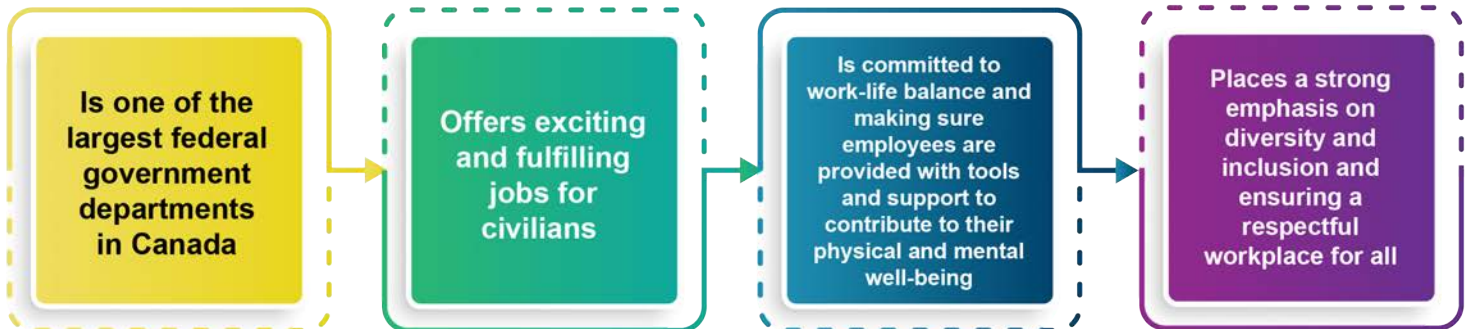 Is one of the
largest federal
government
departments
in Canada
Offers exciting
and fulfilling
jobs for
civilians
Is committed to
work-life balance and
making sure
employees are
provided with tools
and support to
contribute to their
physical and mental
well-being
Places a strong
emphasis on
diversity and
inclusion and
ensuring a
respectful
workplace for all